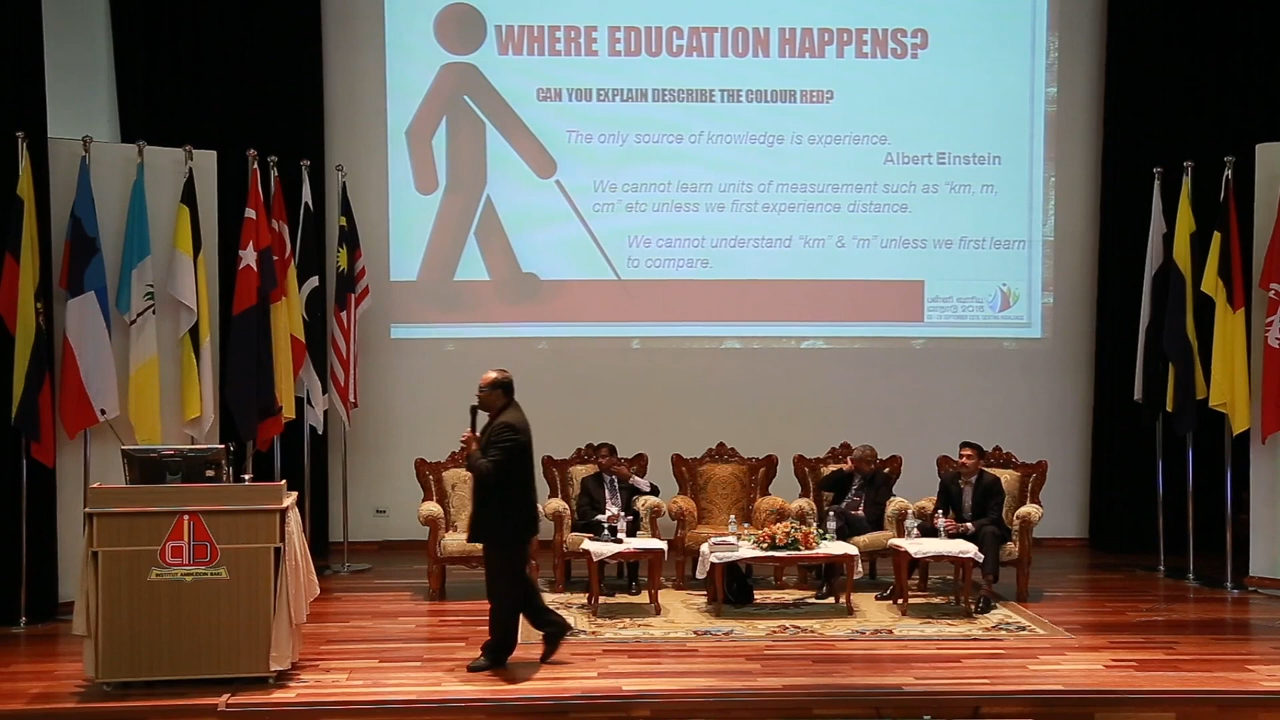 WHERE EDUCATION HAPPENS?
CAN YOU EXPLAIN DESCRIBE THE COLOUR RED?
The only source of knowledge is experience.
Albert Einstein
We cannot learn units of measurement such as “km, m,
cm” etc unless we first experience distance.
We cannot understand “km” & “m” unless we first learn
to compare.
INSTITUT AMINUDDIN BAKI